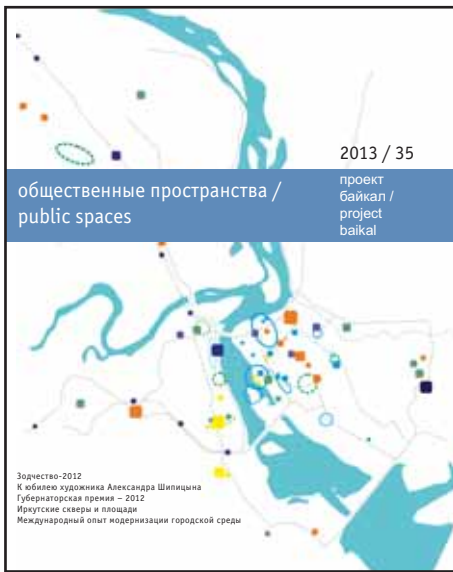 2013 / 35
общественные пространства /
public spaces
проект
байкал /
project
baikal
Зодчество-2012
К юбилею художника Александра Шипицына
Губернаторская премия – 2012
Иркутские скверы и площади
Международный опыт модернизации городской среды